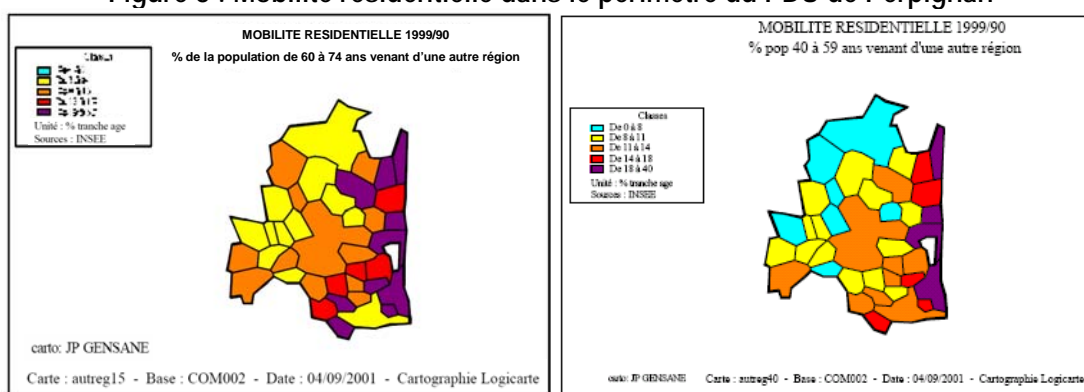 Figure 5 : Mobilité résidentielle dans le périmètre du PDU de Perpignan
MOBILITE RESIDENTIELLE 1999/90
% de la population de 60 à 74 ans venant d'une autre région
Unité : % tranche age
Sources : INSEE
carto: JP GENSANE
Carte : autreg15 - Base : COM002 - Date : 04/09/2001 - Cartographie Logicarte
MOBILITE RESIDENTIELLE 1999/90
% pop 40 à 59 ans venant d'une autre région
Classes
De 0 à 8
De 8 à 11
De 11 à 14
De 14 à 18
De 18 à 40
Unité : % tranche age
Sources : INSEE
carto: JP GENSANE
Carte : autreg40 - Base : COM002 - Date : 04/09/2001 - Cartographie Logicarte